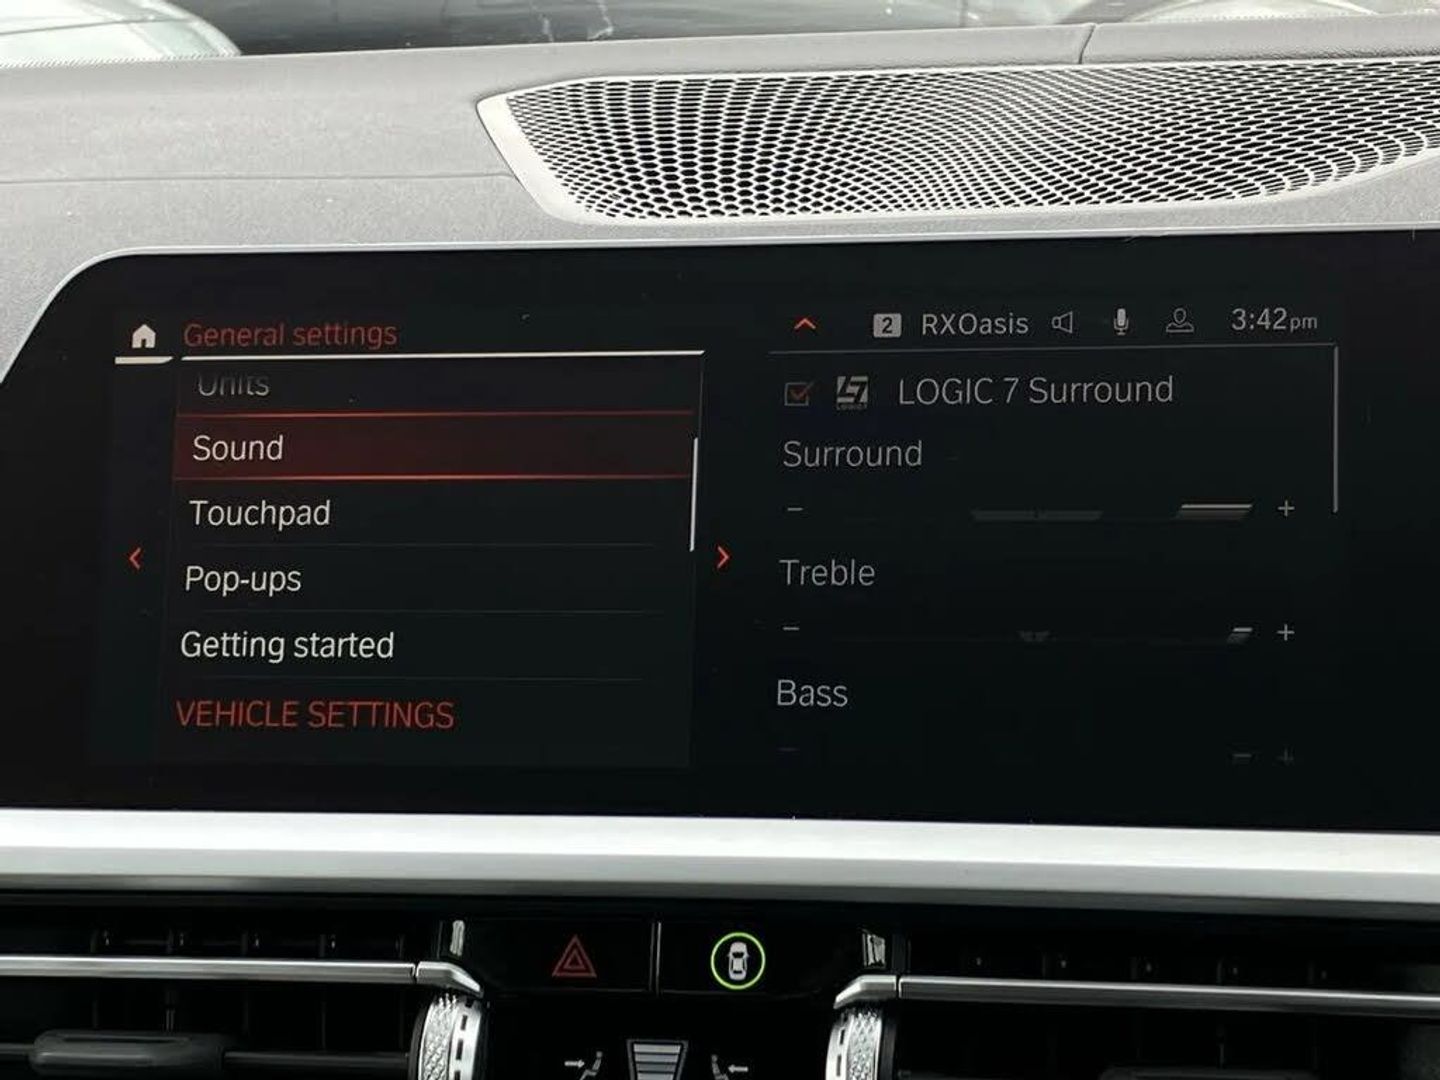 General settings
2 RXOasis 3:42pm
Units
Sound
Touchpad
Pop-ups
Getting started
VEHICLE SETTINGS
LOGIC 7 Surround
Surround
- +
Treble
- +
Bass
- +